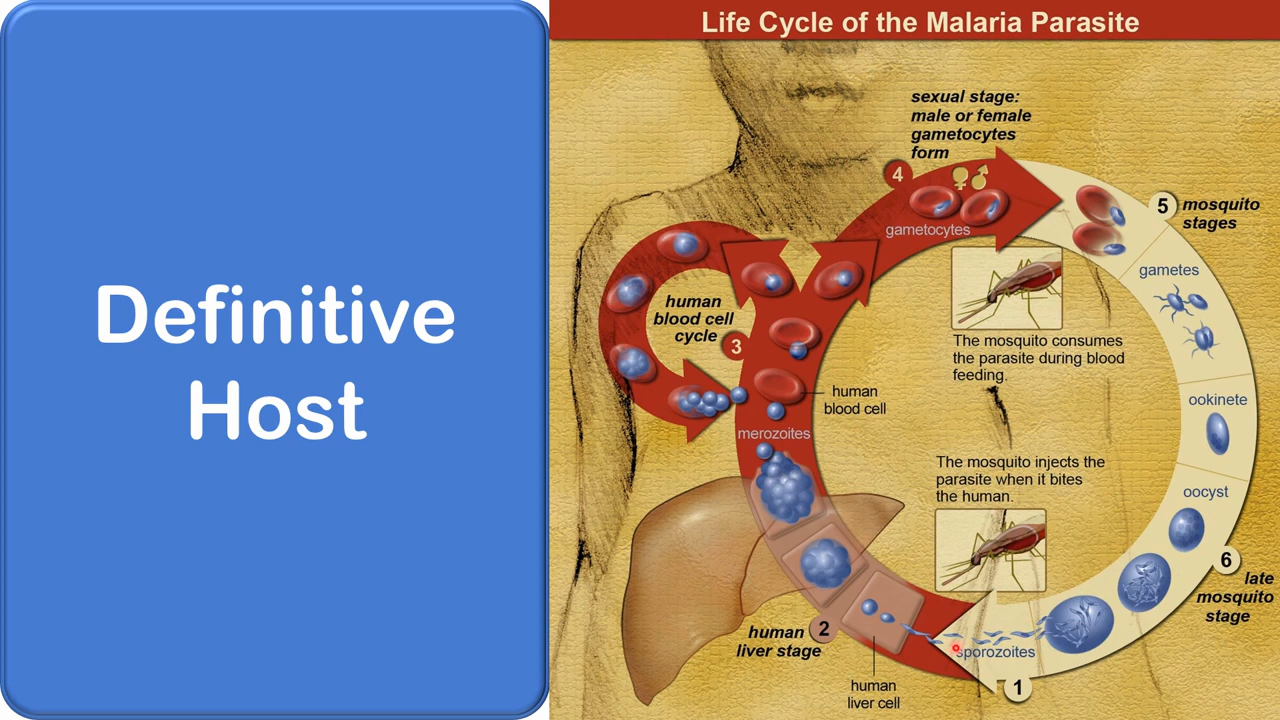 Definitive
Host
Life Cycle of the Malaria Parasite
sexual stage:
male or female
gametocytes
form
4
gametocytes
5
mosquito
stages
gametes
human
blood cell
cycle
3
The mosquito consumes
the parasite during blood
feeding.
human
blood cell
ookinete
merozoites
The mosquito injects the
parasite when it bites
the human.
oocyst
6
late
mosquito
stage
human
liver stage
2
sporozoites
1
human
liver cell